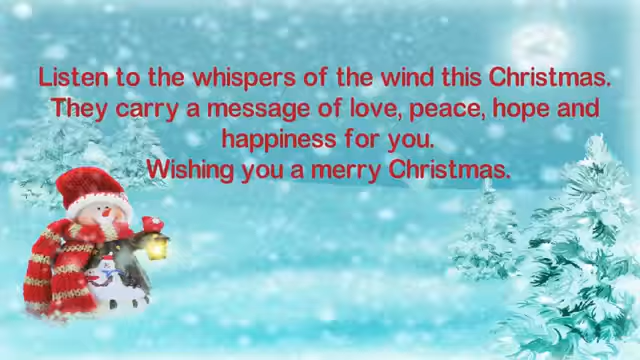 Listen to the whispers of the wind this Christmas.
They carry a message of love, peace, hope and
happiness for you.
Wishing you a merry Christmas.